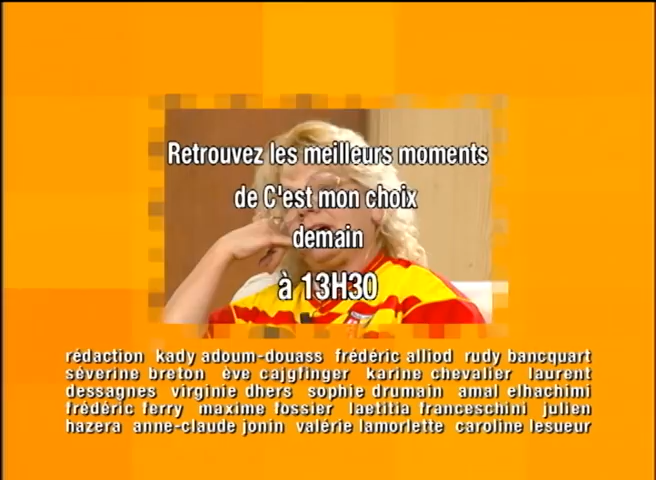 Retrouvez les meilleurs moments
de C'est mon choix
demain
à 13H30
rédaction kady adoum-douass frédéric alliod rudy bancquart
séverine breton ève cajgfinger karine chevalier laurent
dessagnes virginie dhers sophie drumain amal elhachimi
frédéric ferry maxime fossier laetitia franceschini julien
hazera anne-claude jonin valérie lamorlette caroline lesueur